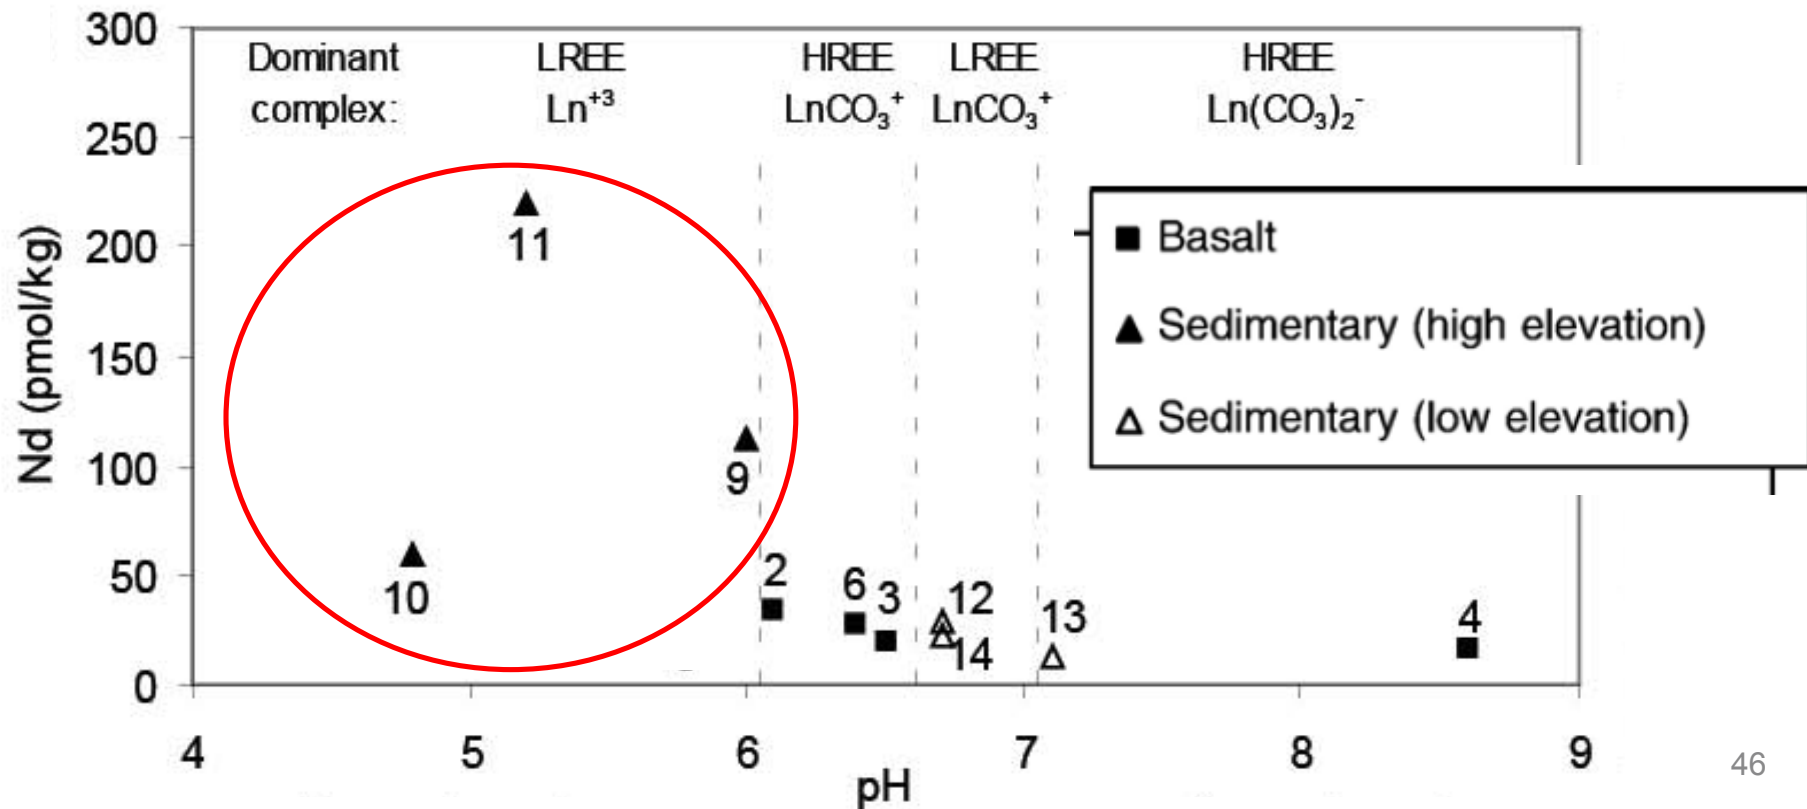 300
Dominant LREE HREE LREE HREE
complex: Ln⁺³ LnCO₃⁺ LnCO₃⁺ Ln(CO₃)₂⁻
250
Basalt
11
200
Nd (pmol/kg)
Sedimentary (high elevation)
150
Sedimentary (low elevation)
100
9
50
2
6
3
12
13
4
10
14
0
4 5 6 7 8 9
pH
46